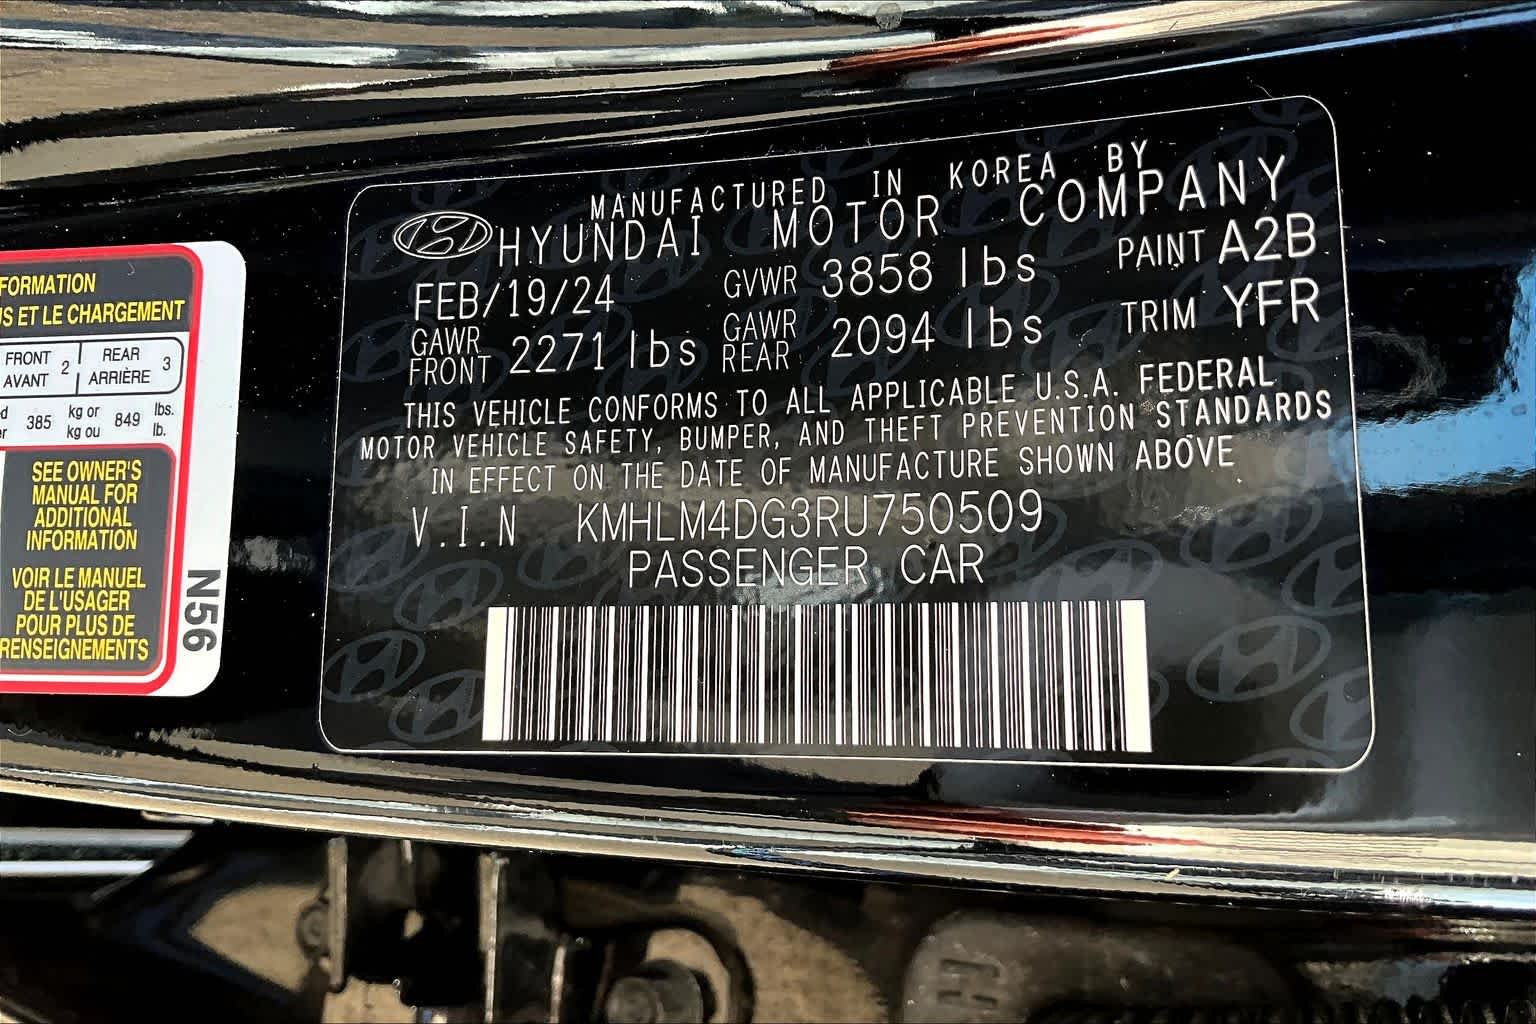 FORMATION
US ET LE CHARGEMENT
FRONT
AVANT 2
REAR
ARRIÈRE 3
385 kg or
kg ou 849 lbs.
lb.
SEE OWNER'S
MANUAL FOR
ADDITIONAL
INFORMATION
VOIR LE MANUEL
DE L'USAGER
POUR PLUS DE
RENSEIGNEMENTS
N56
MANUFACTURED IN KOREA BY
HYUNDAI MOTOR COMPANY
FEB/19/24 GVWR 3858 lbs PAINT A2B
GAWR
FRONT 2271 lbs GAWR
REAR 2094 lbs TRIM YFR
THIS VEHICLE CONFORMS TO ALL APPLICABLE U.S.A. FEDERAL
MOTOR VEHICLE SAFETY, BUMPER, AND THEFT PREVENTION STANDARDS
IN EFFECT ON THE DATE OF MANUFACTURE SHOWN ABOVE
V.I.N KMHLM4DG3RU750509
PASSENGER CAR